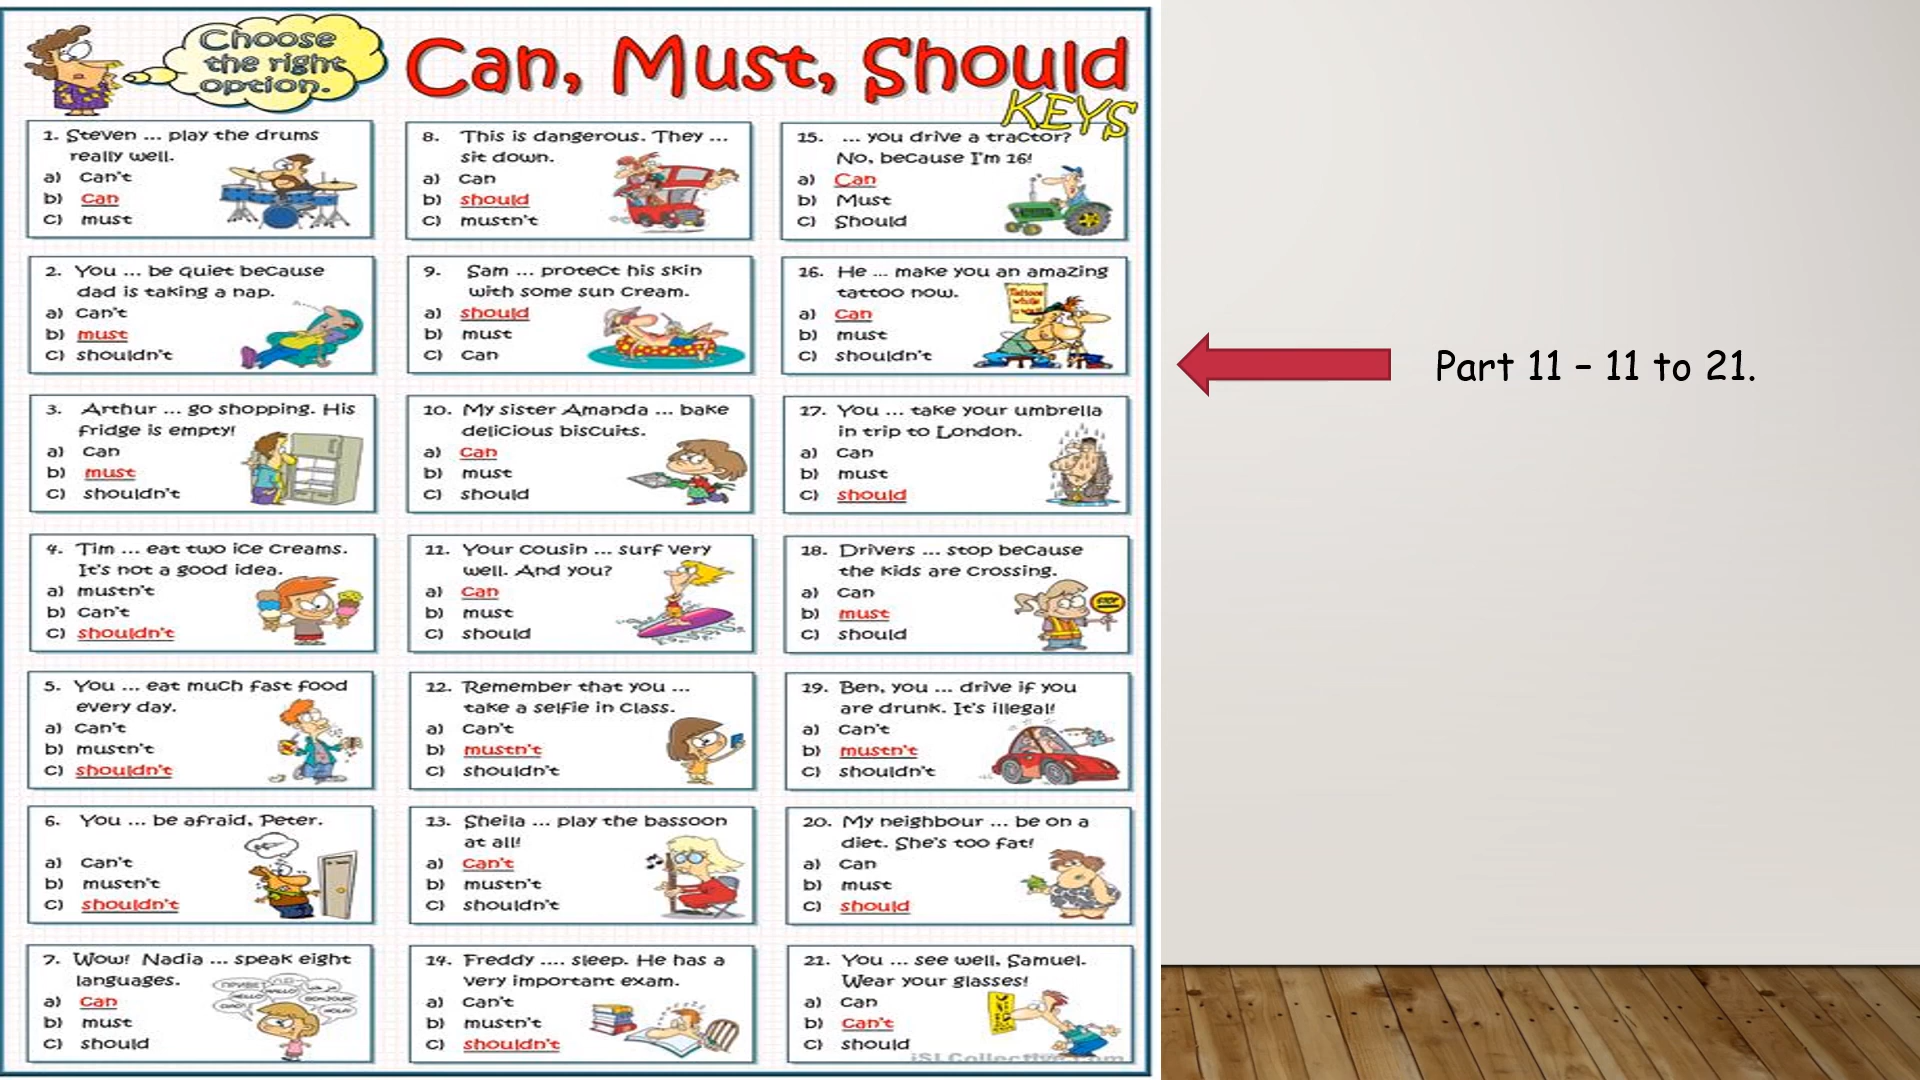 Choose
the right
option.
Can, Must, Should
KEYS
1. Steven ... play the drums
really well.
a) Can't
b) Can
c) must
2. You ... be quiet because
dad is taking a nap.
a) Can't
b) must
c) shouldn't
3. Arthur ... go shopping. His
fridge is empty!
a) Can
b) must
c) shouldn't
4. Tim ... eat two ice creams.
It's not a good idea.
a) mustn't
b) Can't
c) shouldn't
5. You ... eat much fast food
every day.
a) Can't
b) mustn't
c) shouldn't
6. You ... be afraid, Peter.
a) Can't
b) mustn't
c) shouldn't
7. Wow! Nadia ... speak eight
languages.
a) Can
b) must
c) should
8. This is dangerous. They ...
sit down.
a) Can
b) should
c) mustn't
9. Sam ... protect his skin
with some sun cream.
a) should
b) must
c) Can
10. My sister Amanda ... bake
delicious biscuits.
a) Can
b) must
c) should
11. Your cousin ... surf very
well. And you?
a) Can
b) must
c) should
12. Remember that you ...
take a selfie in class.
a) Can't
b) mustn't
c) shouldn't
13. Sheila ... play the bassoon
at all!
a) Can't
b) mustn't
c) shouldn't
14. Freddy .... sleep. He has a
very important exam.
a) Can't
b) mustn't
c) shouldn't
15. ... you drive a tractor?
No, because I'm 16!
a) Can
b) Must
c) Should
16. He ... make you an amazing
tattoo now.
a) Can
b) must
c) shouldn't
17. You ... take your umbrella
in trip to London.
a) Can
b) must
c) should
18. Drivers ... stop because
the kids are crossing.
a) Can
b) must
c) should
STOP
19. Ben, you ... drive if you
are drunk. It's illegal!
a) Can't
b) mustn't
c) shouldn't
20. My neighbour ... be on a
diet. She's too fat!
a) Can
b) must
c) should
21. You ... see well, Samuel.
Wear your glasses!
a) Can
b) Can't
c) should
iSLCollective.com
Part 11 – 11 to 21.